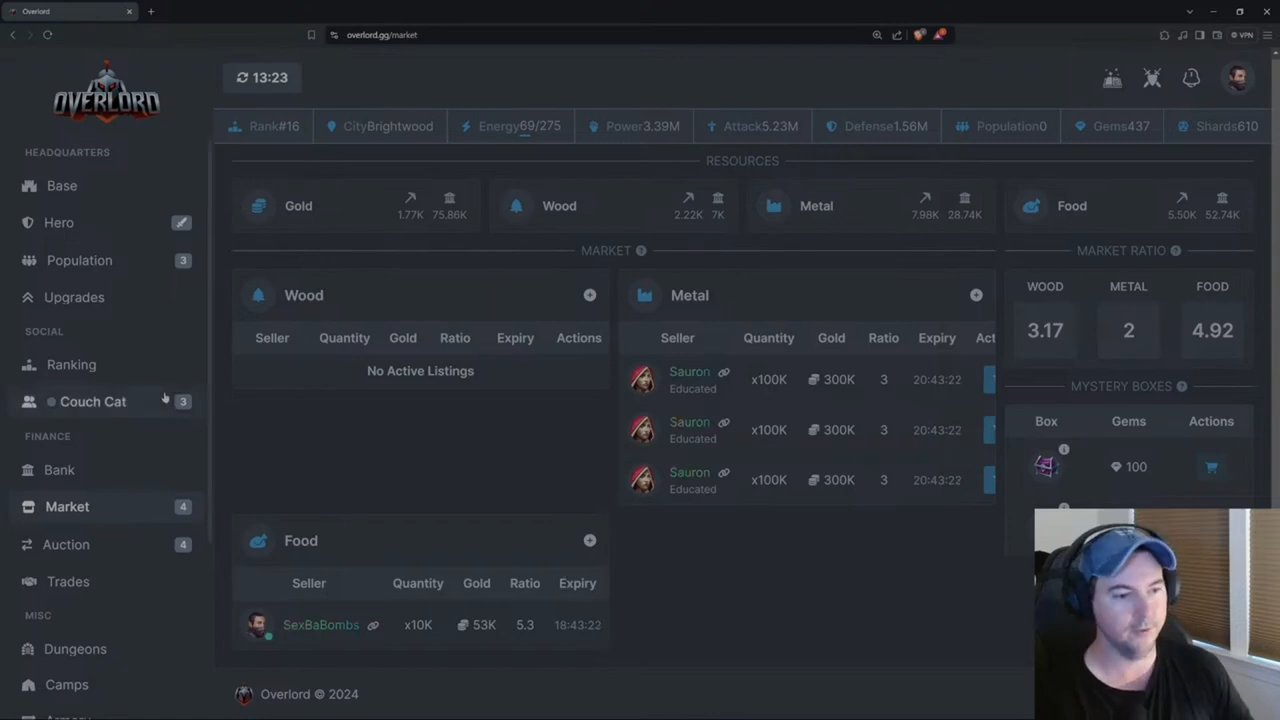 Overlord
overlord.gg/market
VPN
OVERLORD
13:23
HEADQUARTERS
Base
Hero
Population 3
Upgrades
SOCIAL
Ranking
Couch Cat 3
FINANCE
Bank
Market 4
Auction 4
Trades
MISC
Dungeons
Camps
Rank#16 CityBrightwood Energy69/275 Power3.39M Attack5.23M Defense1.56M Population0 Gems437 Shards610
RESOURCES
Gold 1.77K 75.86K
Wood 2.22K 7K
Metal 7.98K 28.74K
Food 5.50K 52.74K
MARKET
Wood
Seller Quantity Gold Ratio Expiry Actions
No Active Listings
Metal
Seller Quantity Gold Ratio Expiry Act
Sauron x100K 300K 3 20:43:22
Educated
Sauron x100K 300K 3 20:43:22
Educated
Sauron x100K 300K 3 20:43:22
Educated
MARKET RATIO
WOOD METAL FOOD
3.17 2 4.92
MYSTERY BOXES
Box Gems Actions
100
Food
Seller Quantity Gold Ratio Expiry
SexBaBombs x10K 53K 5.3 18:43:22
Overlord © 2024